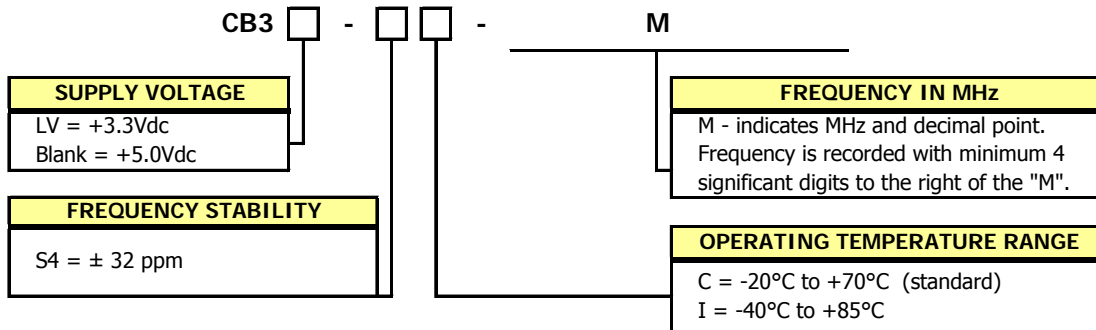 CB3 - - M
SUPPLY VOLTAGE
LV = +3.3Vdc
Blank = +5.0Vdc
FREQUENCY STABILITY
S4 = ± 32 ppm
FREQUENCY IN MHz
M - indicates MHz and decimal point.
Frequency is recorded with minimum 4
significant digits to the right of the "M".
OPERATING TEMPERATURE RANGE
C = -20°C to +70°C (standard)
I = -40°C to +85°C